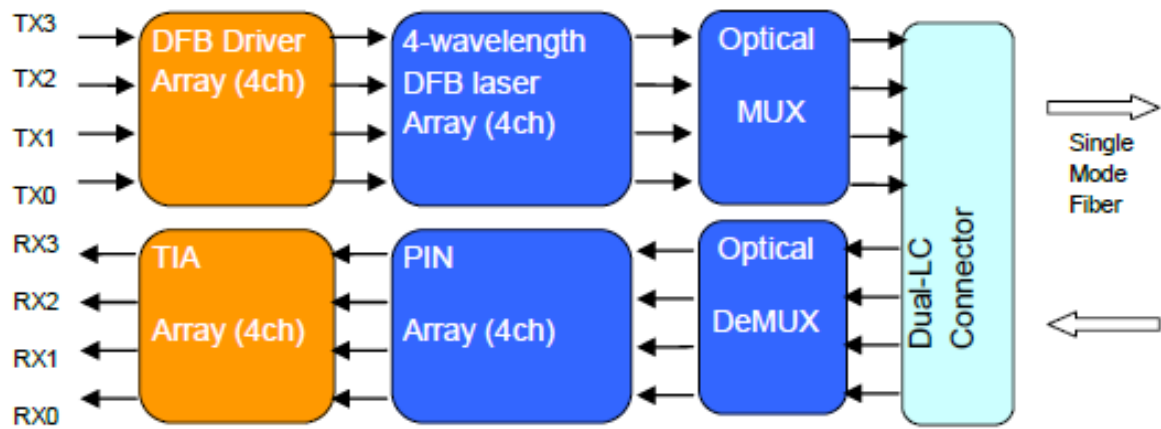 TX3
TX2
TX1
TX0
DFB Driver
Array (4ch)
4-wavelength
DFB laser
Array (4ch)
Optical
MUX
RX3
RX2
RX1
RX0
TIA
Array (4ch)
PIN
Array (4ch)
Optical
DeMUX
Dual-LC
Connector
Single
Mode
Fiber